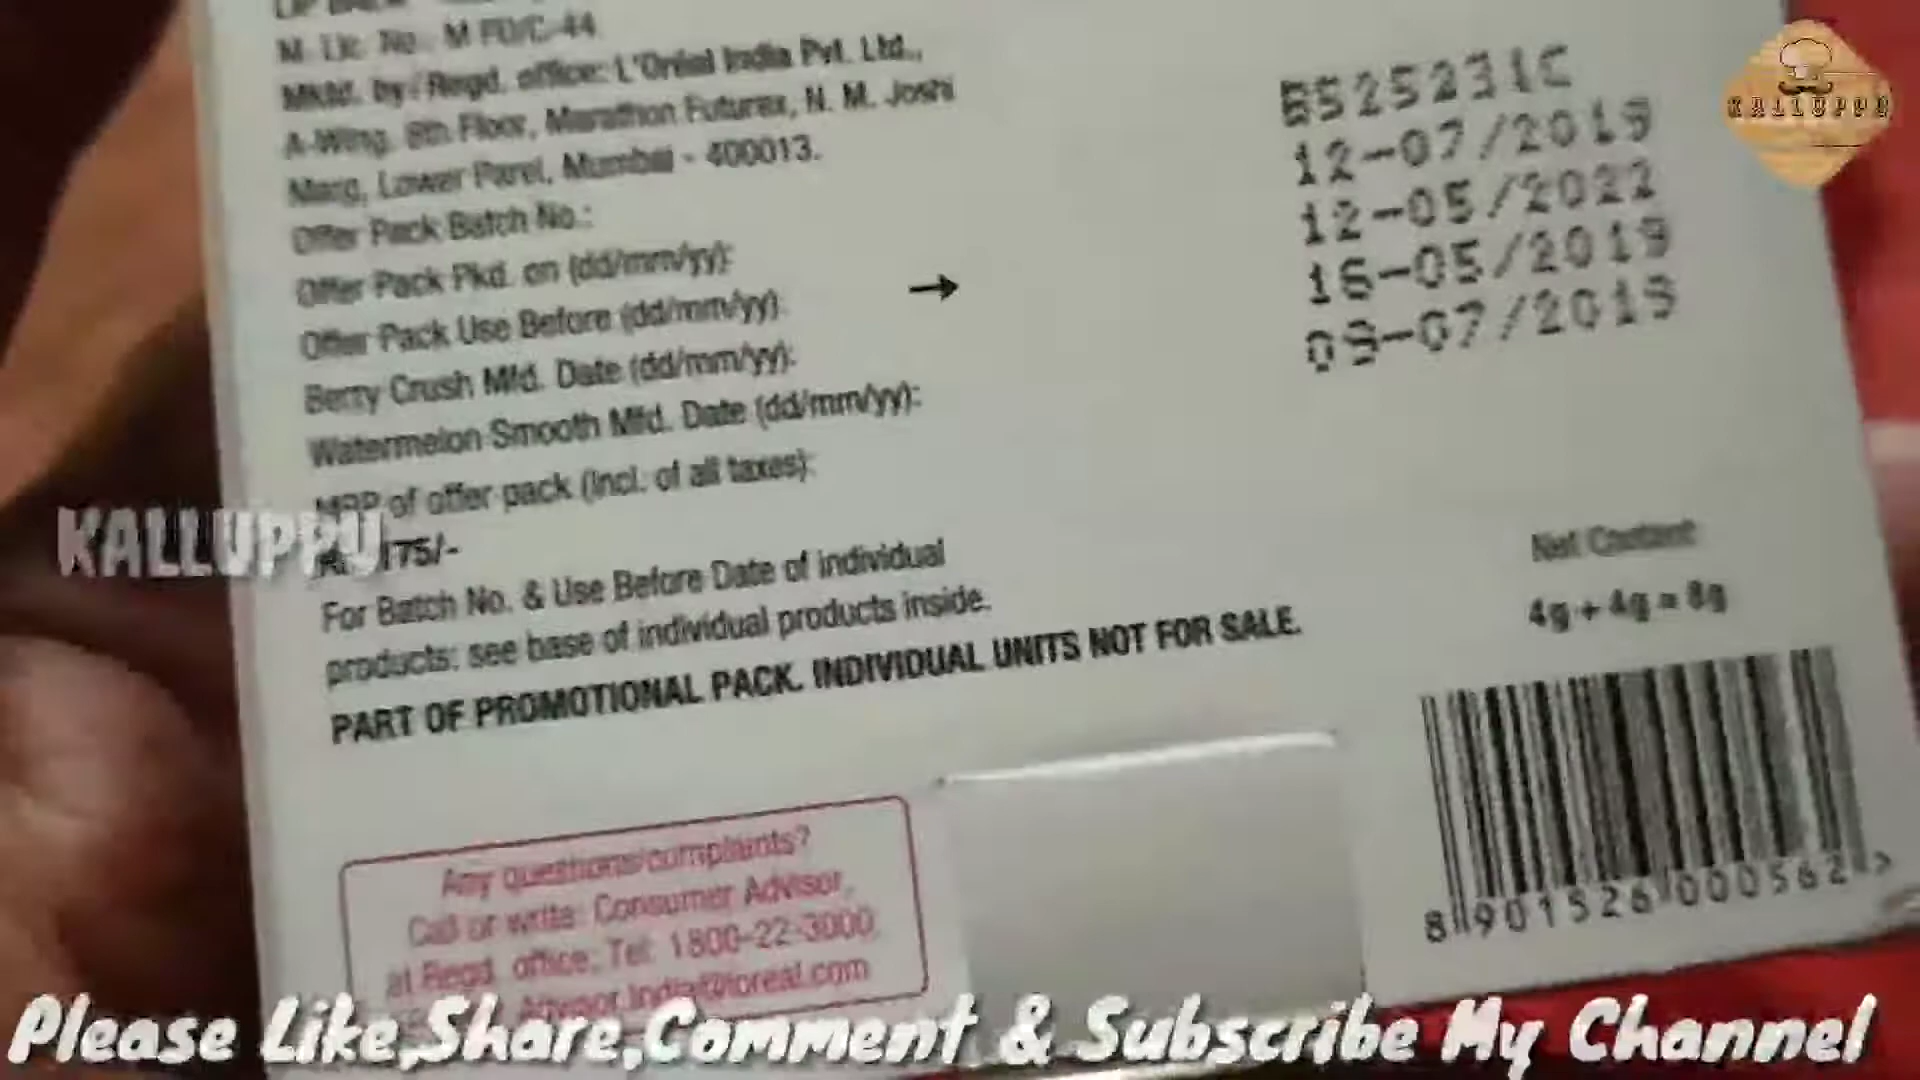 M. Lic. No.: M FD/C-44
Mktd. by / Regd. office: L'Oréal India Pvt. Ltd.,
A-Wing, 8th Floor, Marathon Futurex, N. M. Joshi
Marg, Lower Parel, Mumbai - 400013.
Offer Pack Batch No.:
Offer Pack Pkd. on (dd/mm/yy):
Offer Pack Use Before (dd/mm/yy):
Berry Crush Mfd. Date (dd/mm/yy):
Watermelon Smooth Mfd. Date (dd/mm/yy):
→
B525231C
12-07/2019
12-05/2022
16-05/2019
09-07/2019
KALLUPPU
MRP of offer pack (Incl. of all taxes):
175/-
For Batch No. & Use Before Date of individual
products: see base of individual products inside.
PART OF PROMOTIONAL PACK. INDIVIDUAL UNITS NOT FOR SALE.
Net Content:
4g + 4g = 8g
8 901526 000562 >
Any questions/complaints?
Call or write: Consumer Advisor,
at Regd. office: Tel: 1800-22-3000
Advisor.India@loreal.com
KALLUPPU
Please Like,Share,Comment & Subscribe My Channel